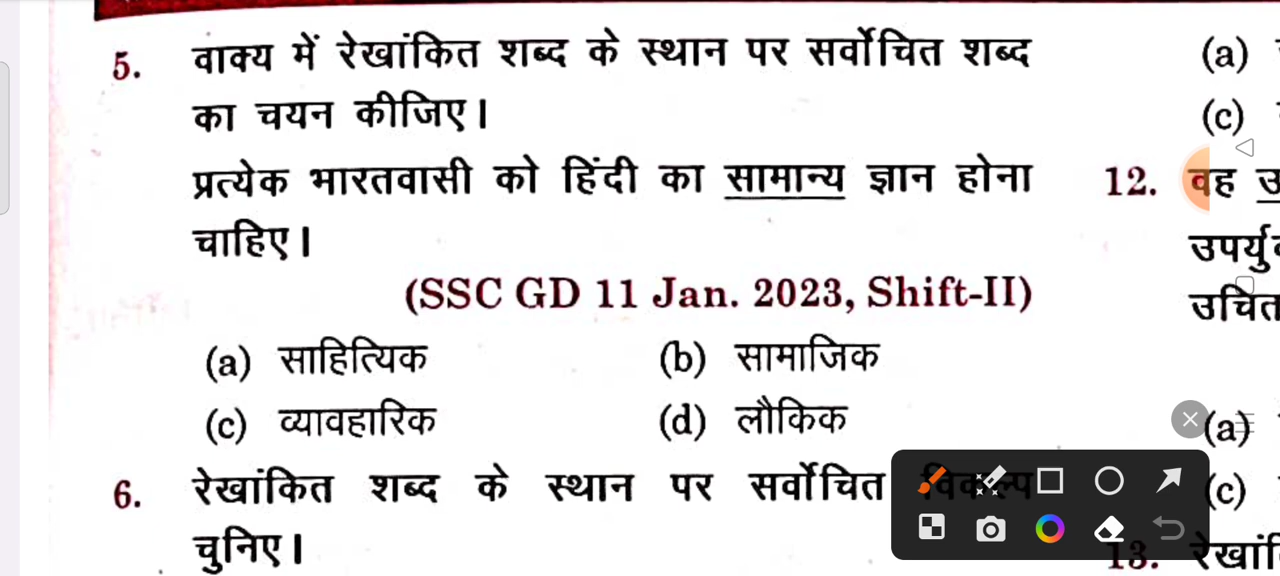 5. वाक्य में रेखांकित शब्द के स्थान पर सर्वोचित शब्द
का चयन कीजिए।
प्रत्येक भारतवासी को हिंदी का सामान्य ज्ञान होना
चाहिए।
(SSC GD 11 Jan. 2023, Shift-II)
(a) साहित्यिक (b) सामाजिक
(c) व्यावहारिक (d) लौकिक
6. रेखांकित शब्द के स्थान पर सर्वोचित विकल्प
चुनिए।
(a)
(c)
12. वह
उचित
(a)
(c)
13.